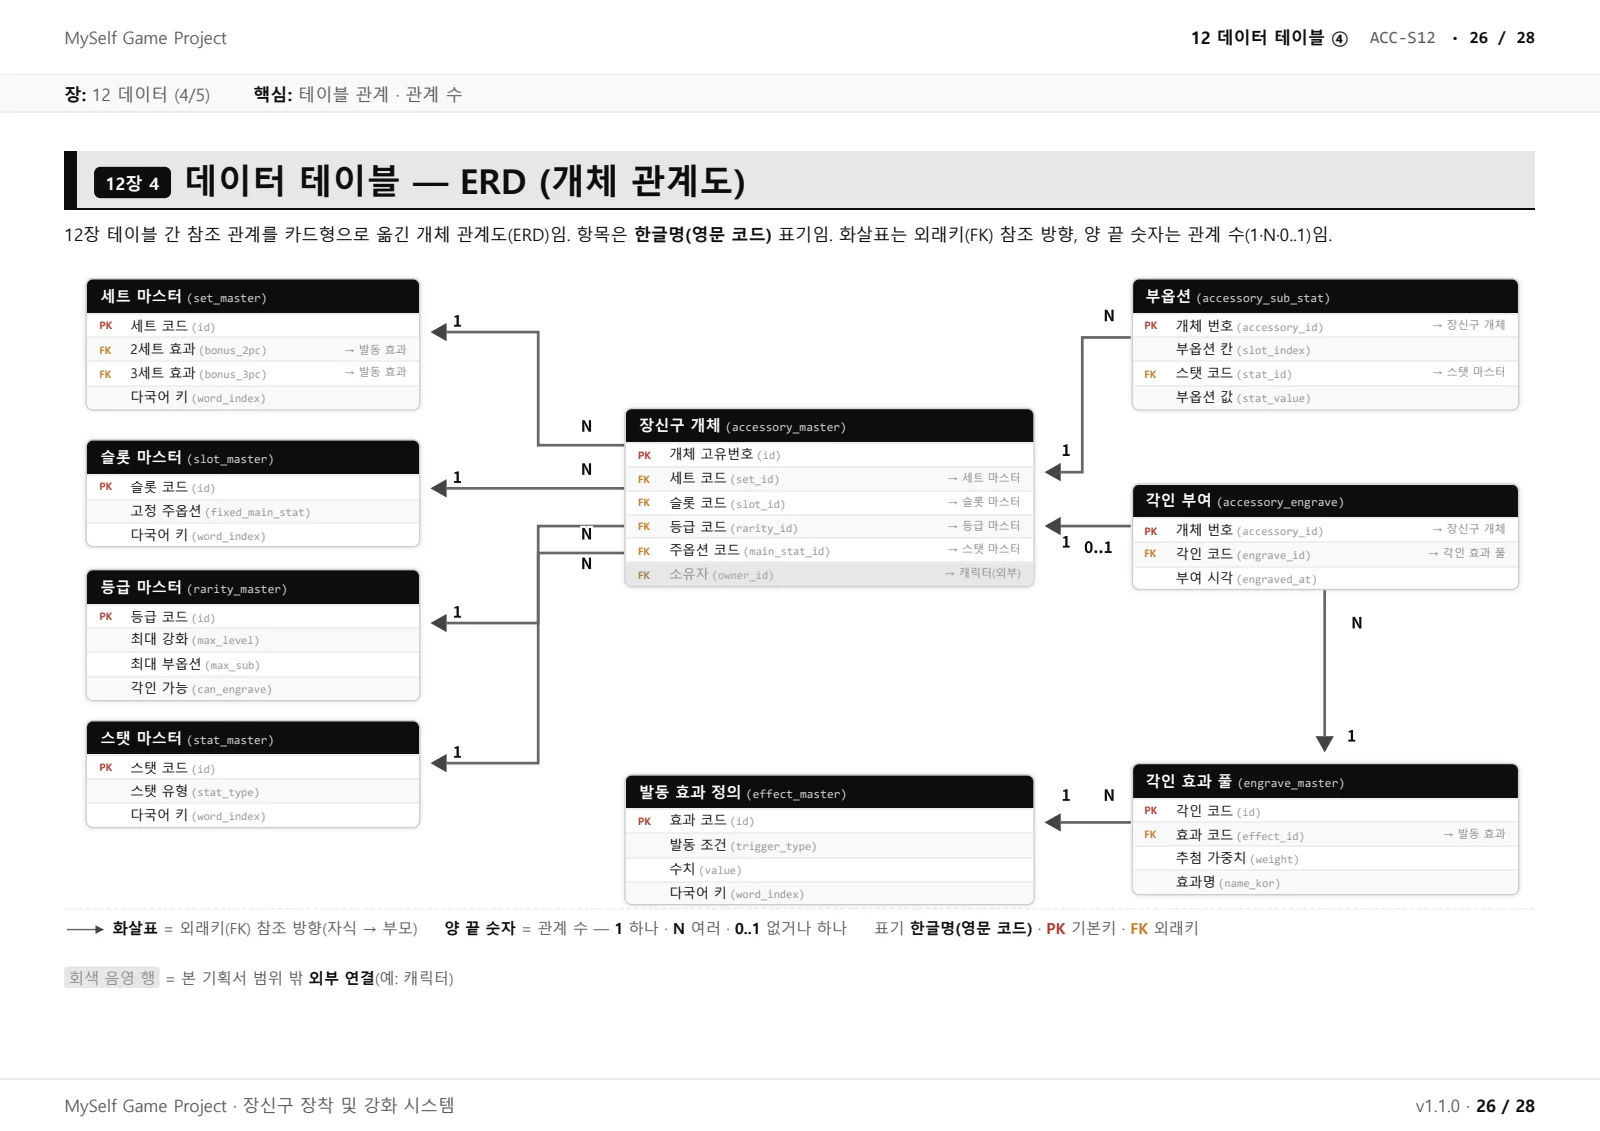 MySelf Game Project
12 데이터 테이블 ④ ACC-S12 · 26 / 28
장: 12 데이터 (4/5) 핵심: 테이블 관계 · 관계 수
12장 4 데이터 테이블 — ERD (개체 관계도)
12장 테이블 간 참조 관계를 카드형으로 옮긴 개체 관계도(ERD)임. 항목은 한글명(영문 코드) 표기임. 화살표는 외래키(FK) 참조 방향, 양 끝 숫자는 관계 수(1·N·0..1)임.
세트 마스터 (set_master)
PK 세트 코드 (id)
FK 2세트 효과 (bonus_2pc) → 발동 효과
FK 3세트 효과 (bonus_3pc) → 발동 효과
다국어 키 (word_index)
슬롯 마스터 (slot_master)
PK 슬롯 코드 (id)
고정 주옵션 (fixed_main_stat)
다국어 키 (word_index)
등급 마스터 (rarity_master)
PK 등급 코드 (id)
최대 강화 (max_level)
최대 부옵션 (max_sub)
각인 가능 (can_engrave)
스탯 마스터 (stat_master)
PK 스탯 코드 (id)
스탯 유형 (stat_type)
다국어 키 (word_index)
1
N
1
N
1
N
N
1
장신구 개체 (accessory_master)
PK 개체 고유번호 (id)
FK 세트 코드 (set_id) → 세트 마스터
FK 슬롯 코드 (slot_id) → 슬롯 마스터
FK 등급 코드 (rarity_id) → 등급 마스터
FK 주옵션 코드 (main_stat_id) → 스탯 마스터
FK 소유자 (owner_id) → 캐릭터(외부)
발동 효과 정의 (effect_master)
PK 효과 코드 (id)
발동 조건 (trigger_type)
수치 (value)
다국어 키 (word_index)
N
1
1 0..1
N
1
1 N
부옵션 (accessory_sub_stat)
PK 개체 번호 (accessory_id) → 장신구 개체
부옵션 칸 (slot_index)
FK 스탯 코드 (stat_id) → 스탯 마스터
부옵션 값 (stat_value)
각인 부여 (accessory_engrave)
PK 개체 번호 (accessory_id) → 장신구 개체
FK 각인 코드 (engrave_id) → 각인 효과 풀
부여 시각 (engraved_at)
각인 효과 풀 (engrave_master)
PK 각인 코드 (id)
FK 효과 코드 (effect_id) → 발동 효과
추첨 가중치 (weight)
효과명 (name_kor)
화살표 = 외래키(FK) 참조 방향(자식 → 부모) 양 끝 숫자 = 관계 수 — 1 하나 · N 여러 · 0..1 없거나 하나 표기 한글명(영문 코드) · PK 기본키 · FK 외래키
회색 음영 행 = 본 기획서 범위 밖 외부 연결(예: 캐릭터)
MySelf Game Project · 장신구 장착 및 강화 시스템
v1.1.0 · 26 / 28